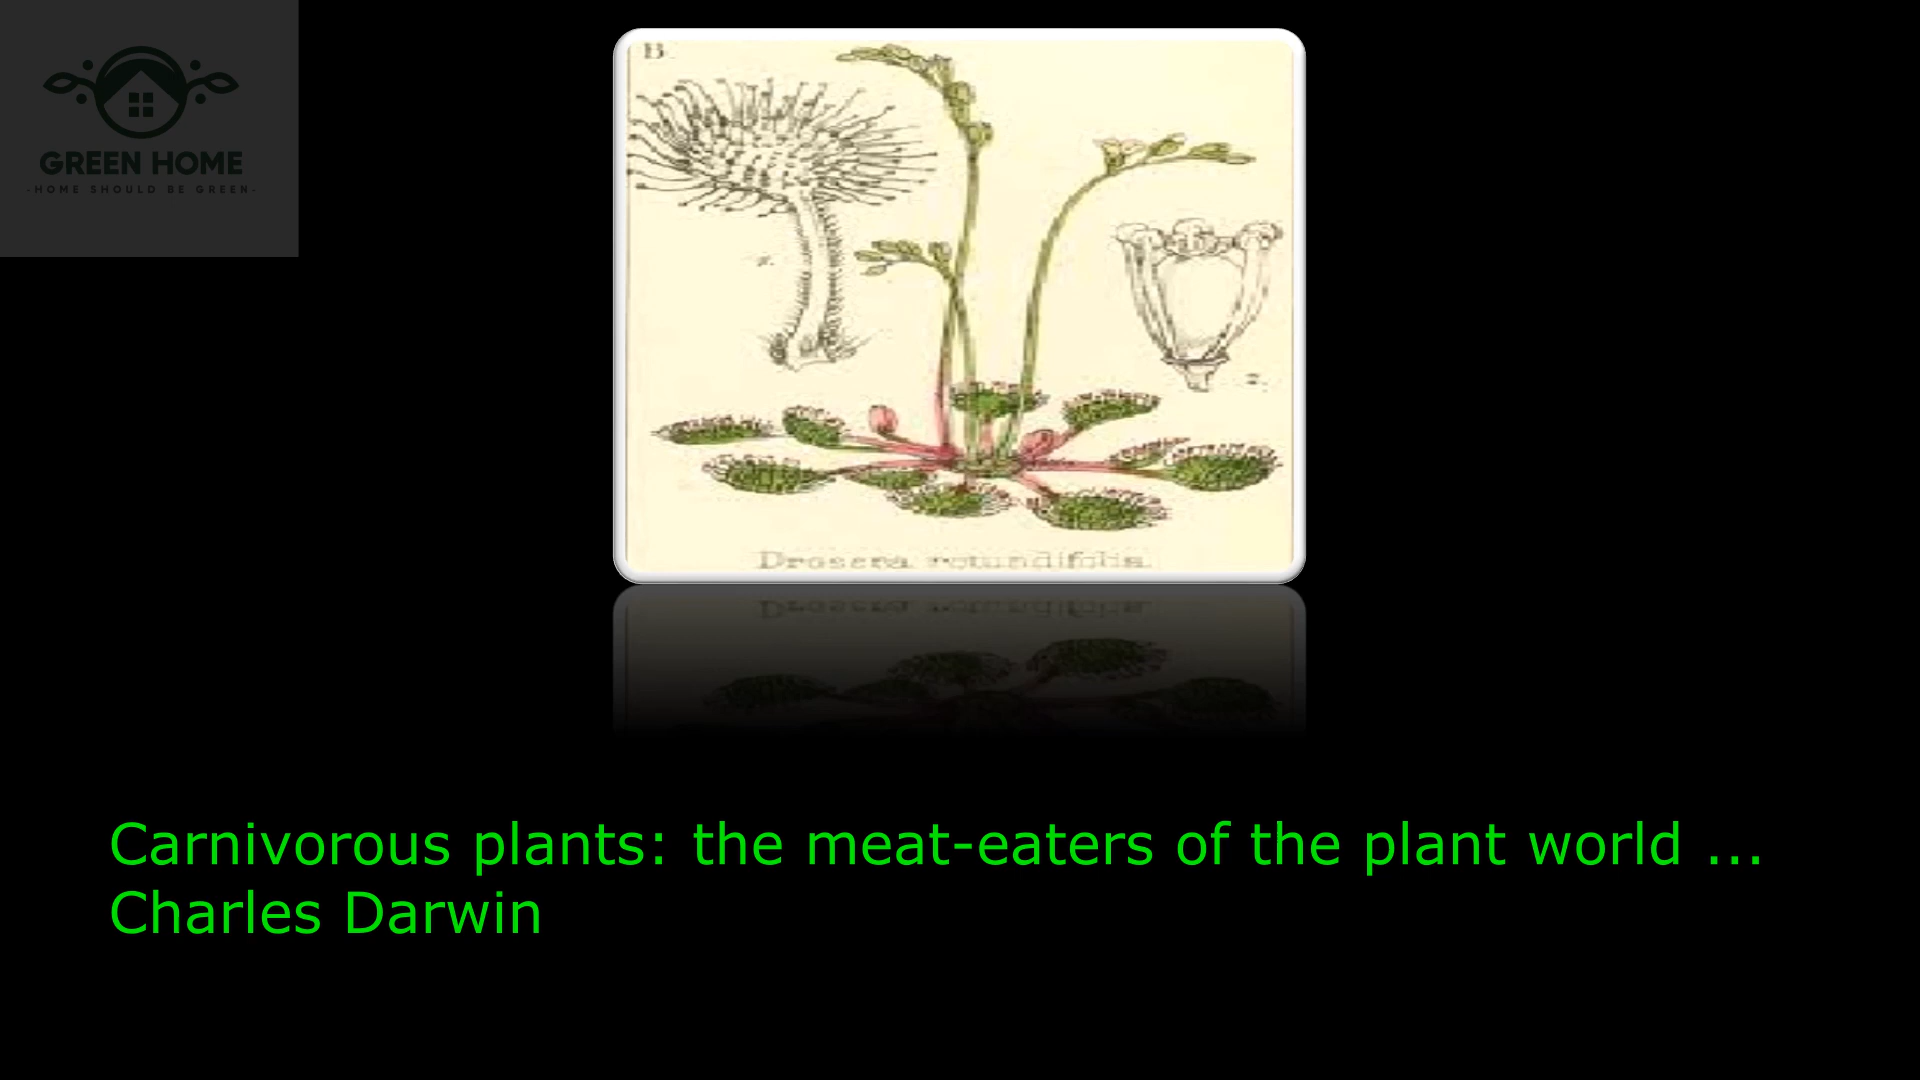 GREEN HOME
-HOME SHOULD BE GREEN-
B.
Drosera rotundifolia.
Carnivorous plants: the meat-eaters of the plant world ...
Charles Darwin